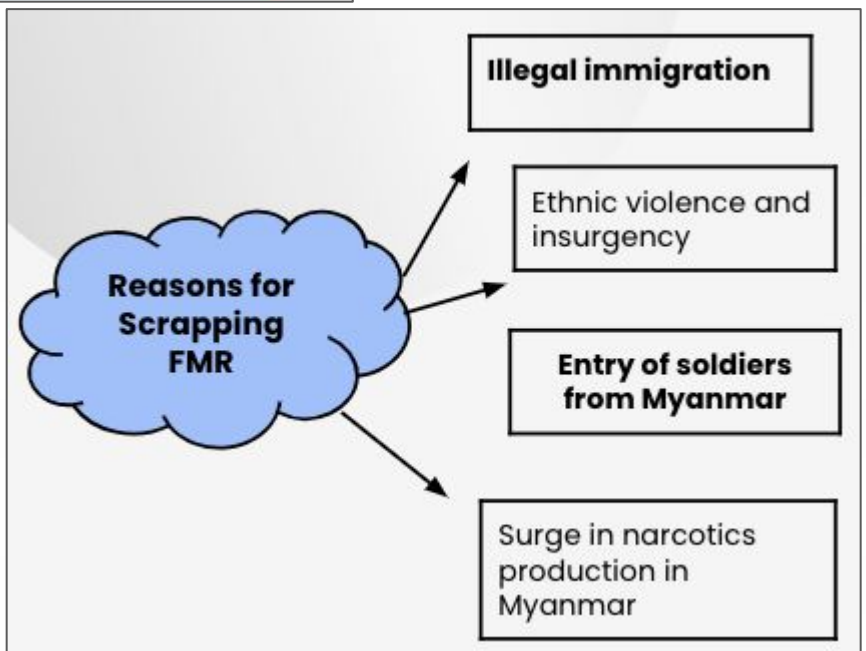 Illegal immigration
Ethnic violence and
insurgency
Reasons for
Scrapping
FMR
Entry of soldiers
from Myanmar
Surge in narcotics
production in
Myanmar